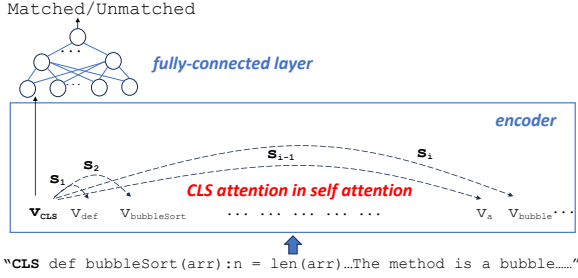 Matched/Unmatched
...
fully-connected layer
... ...
encoder
S1 S2 Si-1 Si
CLS attention in self attention
VCLS Vdef VbubbleSort ... ... ... ... ... Va Vbubble ...
“CLS def bubbleSort(arr):n = len(arr)…The method is a bubble……”